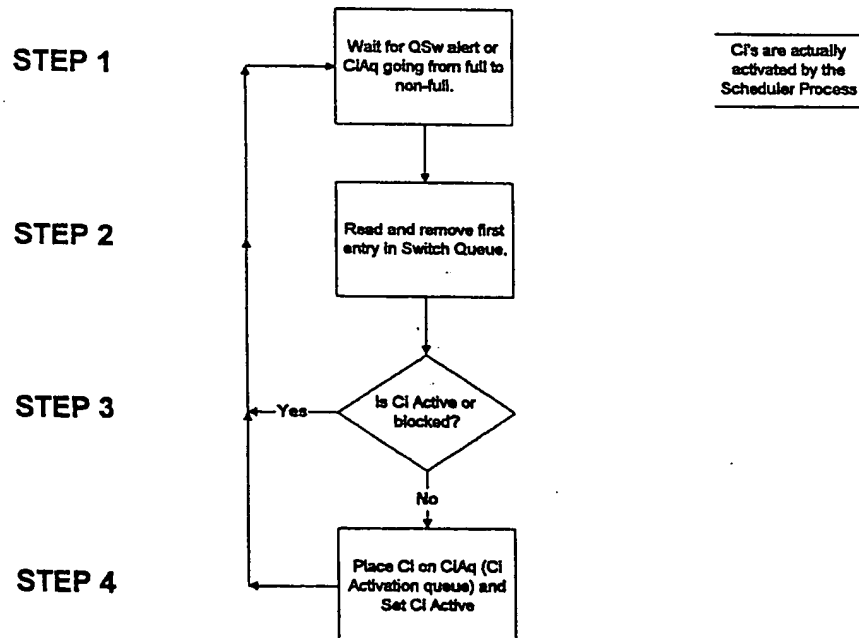 STEP 1
Wait for QSw alert or
CiAq going from full to
non-full.
Ci's are actually
activated by the
Scheduler Process
STEP 2
Read and remove first
entry in Switch Queue.
STEP 3
Yes
Is Ci Active or
blocked?
No
STEP 4
Place Ci on CiAq (Ci
Activation queue) and
Set Ci Active